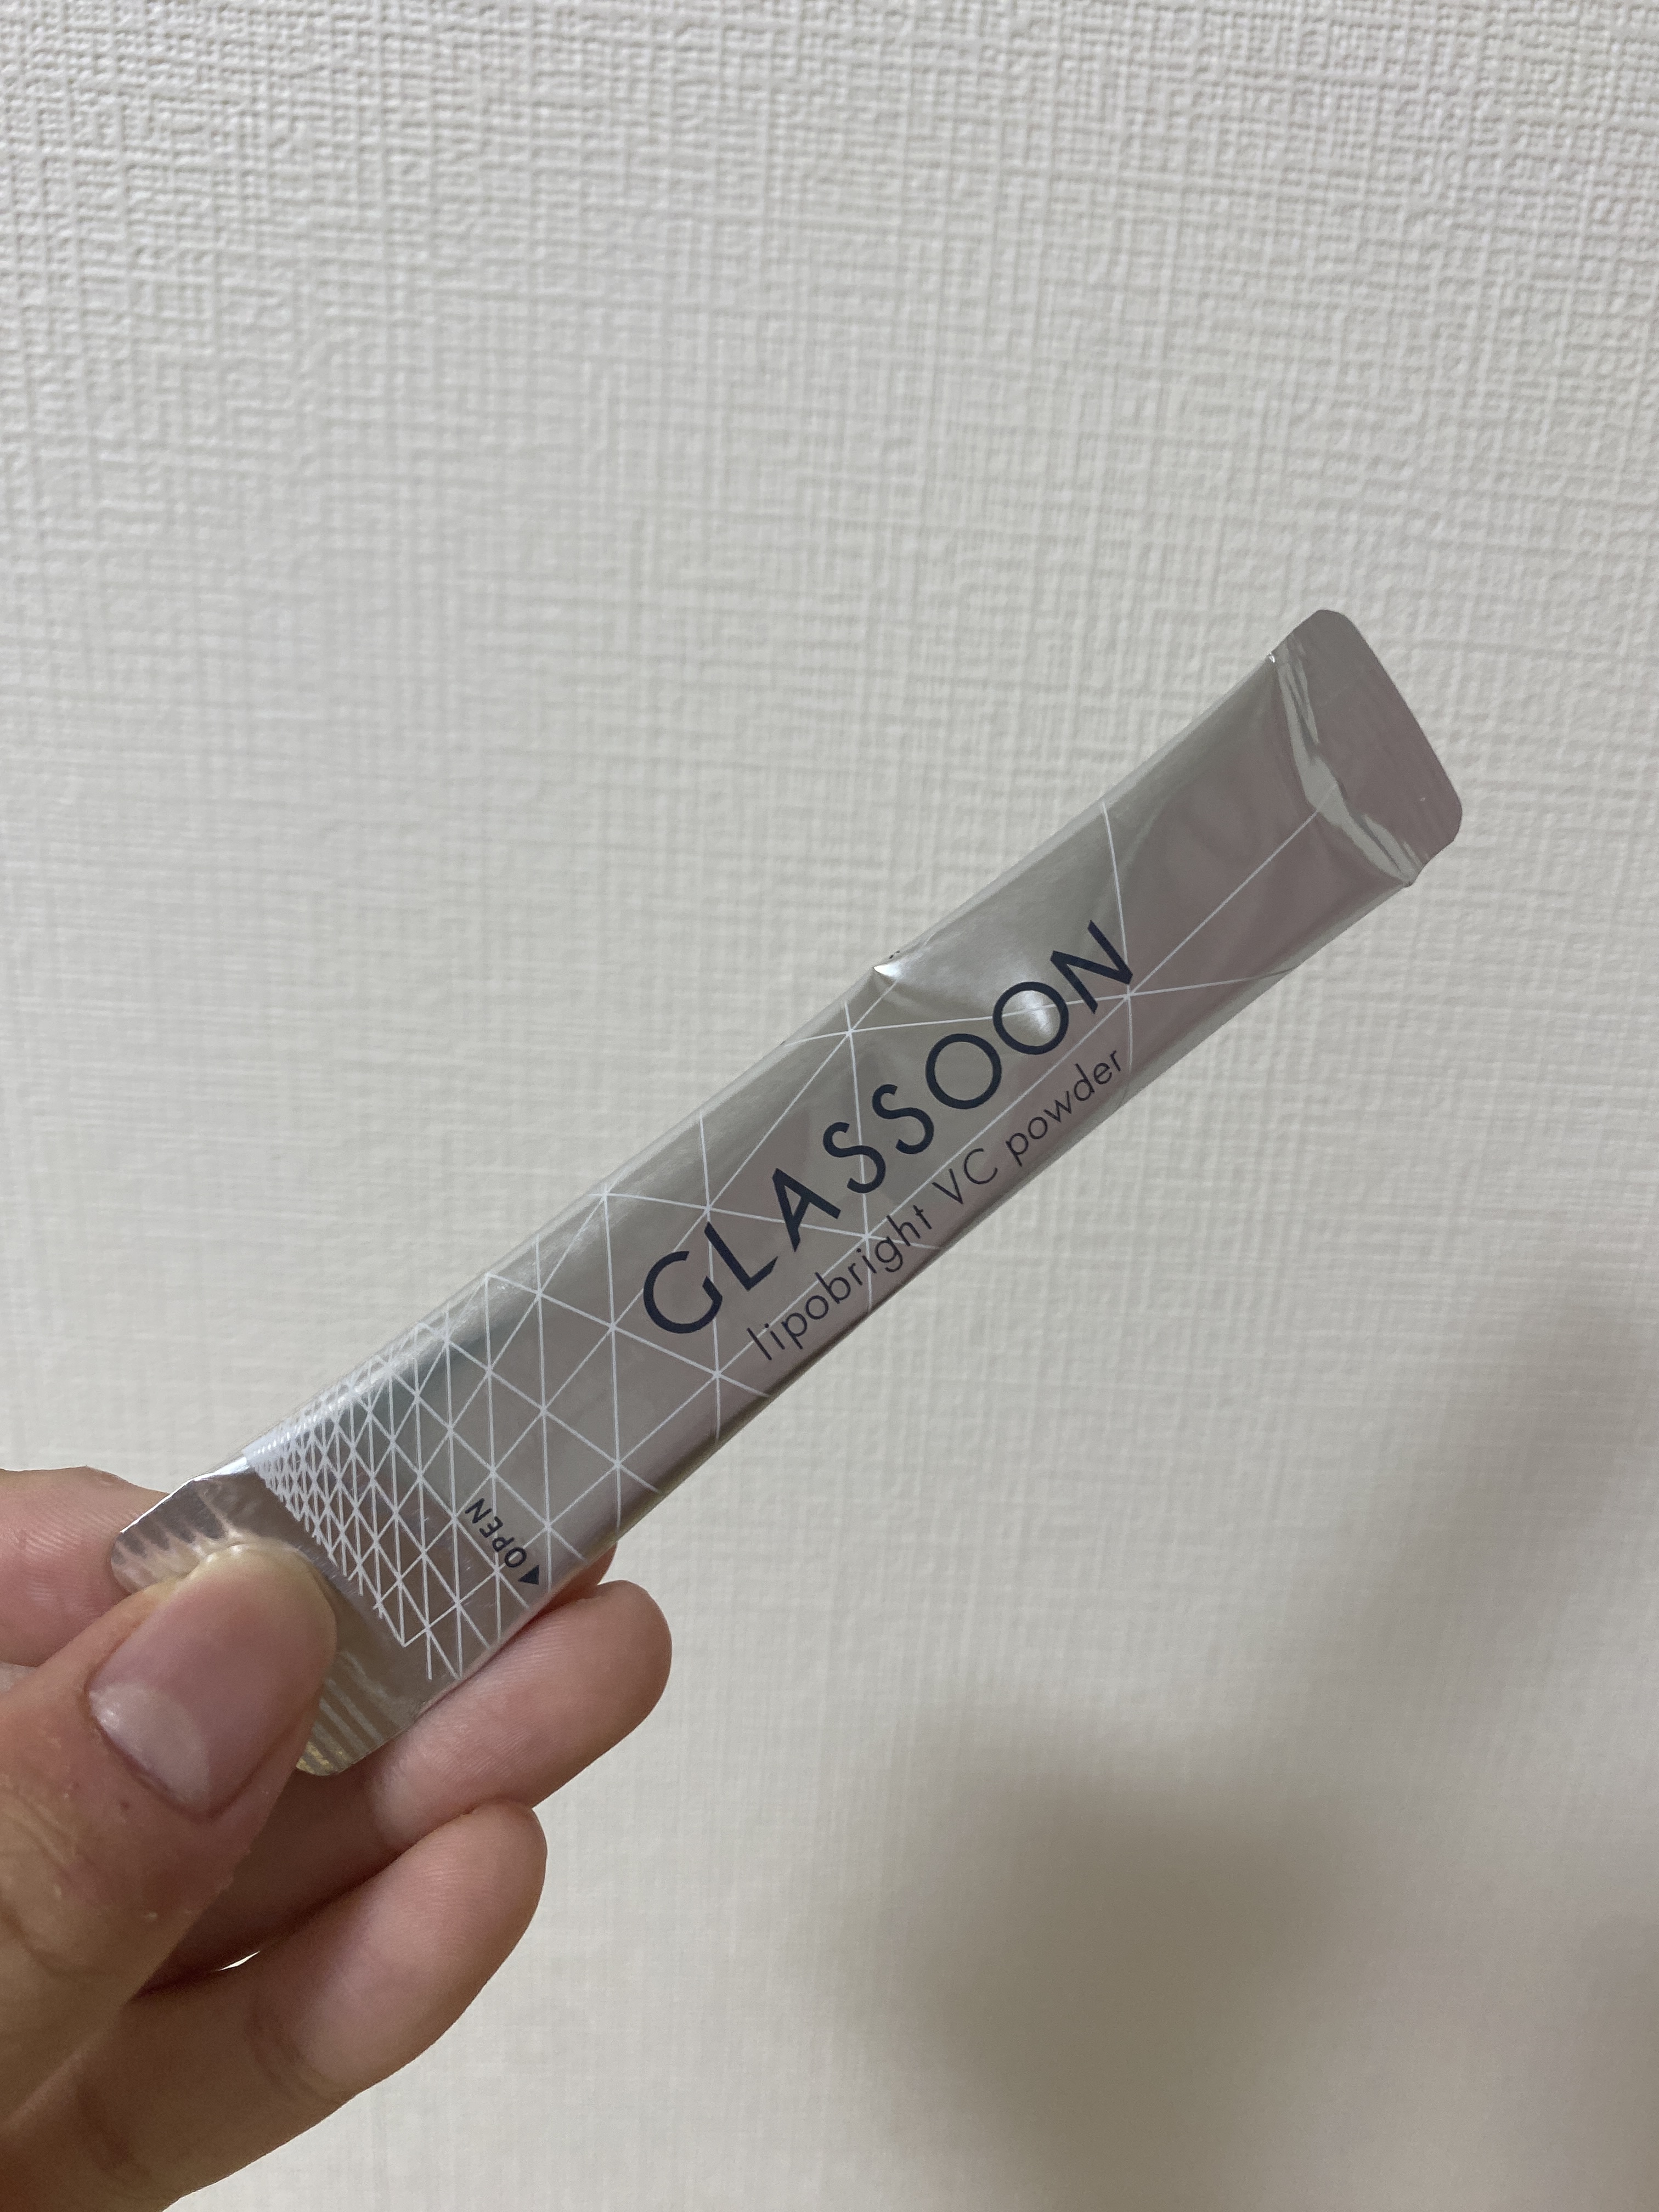 GLASSOON
lipobright VC powder
◀OPEN